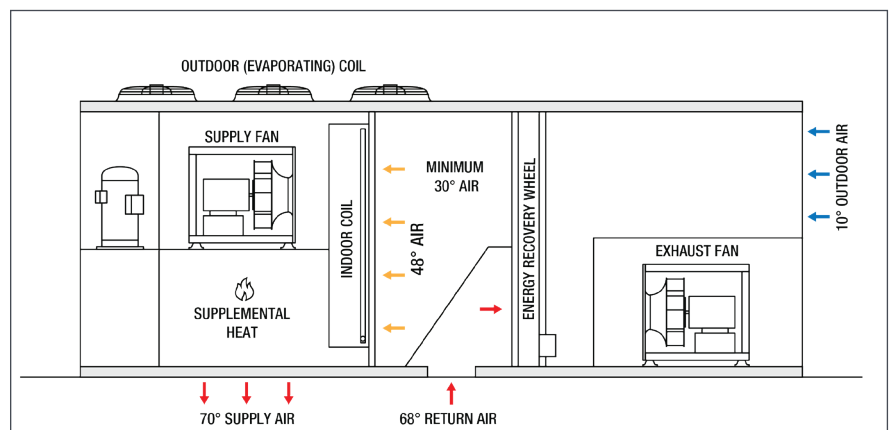 OUTDOOR (EVAPORATING) COIL
SUPPLY FAN
INDOOR COIL
MINIMUM
30° AIR
48° AIR
ENERGY RECOVERY WHEEL
10° OUTDOOR AIR
EXHAUST FAN
SUPPLEMENTAL
HEAT
70° SUPPLY AIR
68° RETURN AIR